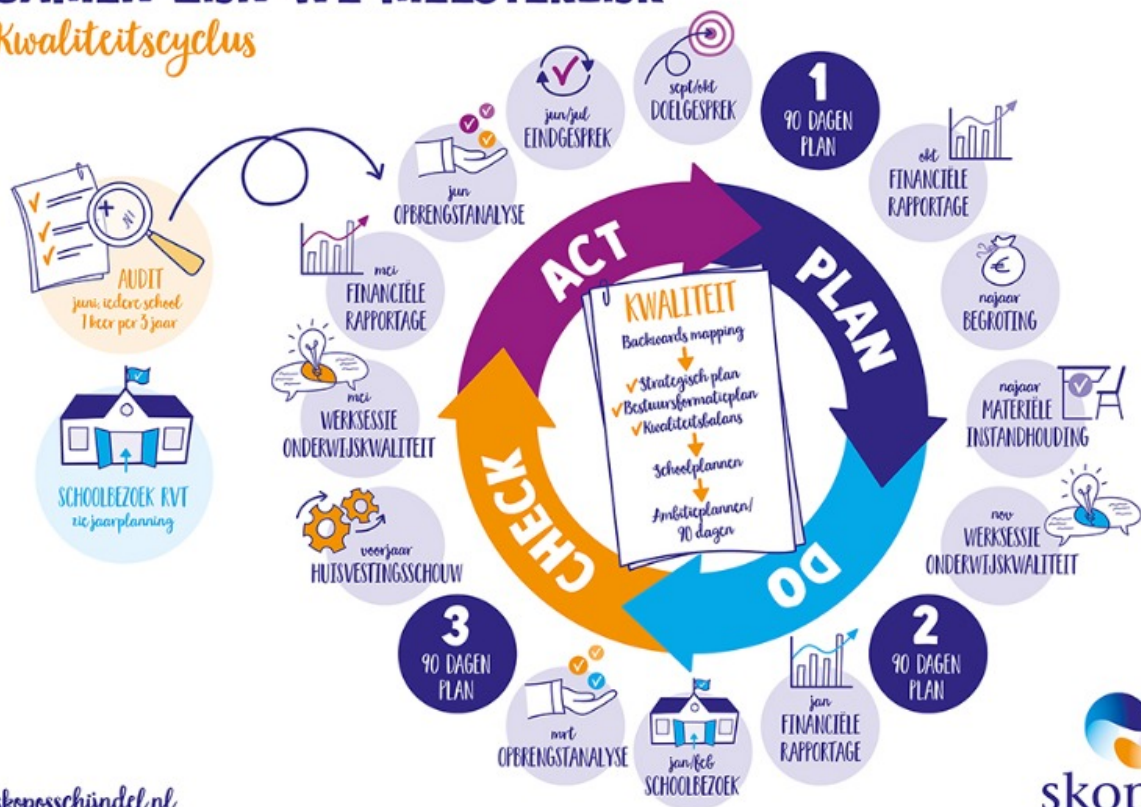 Kwaliteitscyclus
sept/okt
DOELGESPREK
1
90 DAGEN
PLAN
okt
FINANCIËLE
RAPPORTAGE
najaar
BEGROTING
najaar
MATERIËLE
INSTANDHOUDING
nov
WERKSESSIE
ONDERWIJSKWALITEIT
2
90 DAGEN
PLAN
jan
FINANCIËLE
RAPPORTAGE
jan/feb
SCHOOLBEZOEK
mrt
OPBRENGSTANALYSE
3
90 DAGEN
PLAN
voorjaar
HUISVESTINGSSCHOUW
mei
WERKSESSIE
ONDERWIJSKWALITEIT
mei
FINANCIËLE
RAPPORTAGE
jun
OPBRENGSTANALYSE
jun/jul
EINDGESPREK
AUDIT
juni: iedere school
1 keer per 3 jaar
SCHOOLBEZOEK RVT
zie jaarplanning
ACT
PLAN
DO
CHECK
KWALITEIT
Backwards mapping
Strategisch plan
Bestuursformatieplan
Kwaliteitsbalans
Schoolplannen
Ambitieplannen/
90 dagen
skoposschijndel.nl